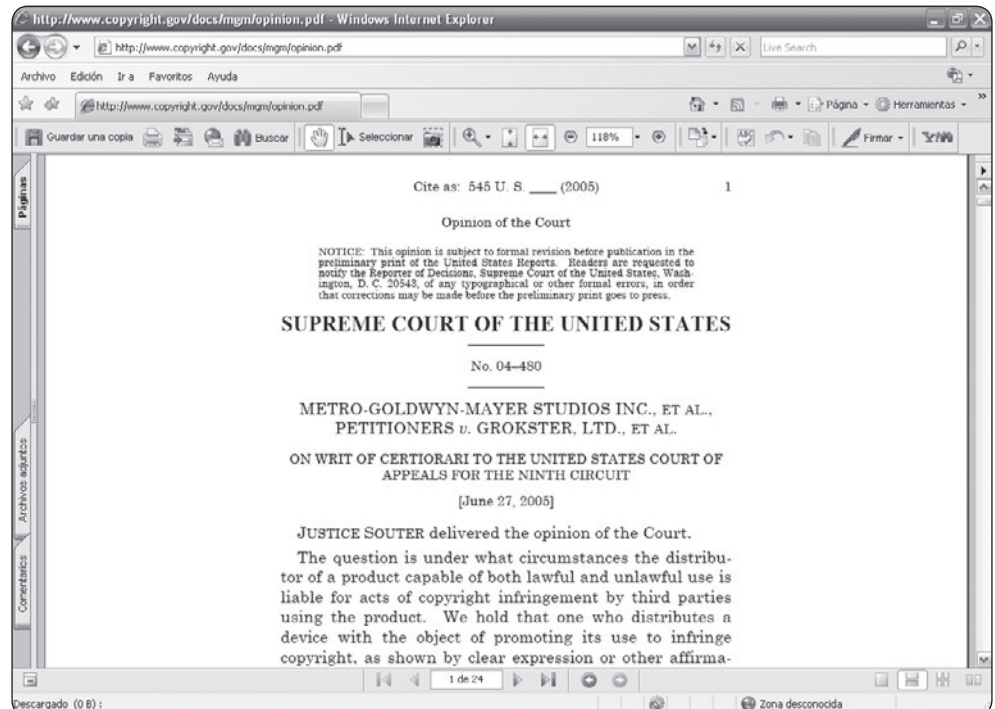 http://www.copyright.gov/docs/mgm/opinion.pdf - Windows Internet Explorer
http://www.copyright.gov/docs/mgm/opinion.pdf
Live Search
Archivo Edición Ir a Favoritos Ayuda
http://www.copyright.gov/docs/mgm/opinion.pdf
Página
Herramientas
Guardar una copia
Buscar
Seleccionar
118%
Firmar
Páginas
Archivos adjuntos
Comentarios
Cite as: 545 U. S. ____ (2005) 1
Opinion of the Court
NOTICE: This opinion is subject to formal revision before publication in the
preliminary print of the United States Reports. Readers are requested to
notify the Reporter of Decisions, Supreme Court of the United States, Wash-
ington, D. C. 20543, of any typographical or other formal errors, in order
that corrections may be made before the preliminary print goes to press.
SUPREME COURT OF THE UNITED STATES
No. 04–480
METRO-GOLDWYN-MAYER STUDIOS INC., ET AL.,
PETITIONERS v. GROKSTER, LTD., ET AL.
ON WRIT OF CERTIORARI TO THE UNITED STATES COURT OF
APPEALS FOR THE NINTH CIRCUIT
[June 27, 2005]
JUSTICE SOUTER delivered the opinion of the Court.
The question is under what circumstances the distribu-
tor of a product capable of both lawful and unlawful use is
liable for acts of copyright infringement by third parties
using the product. We hold that one who distributes a
device with the object of promoting its use to infringe
copyright, as shown by clear expression or other affirma-
1 de 24
Descargado (0 B) :
Zona desconocida